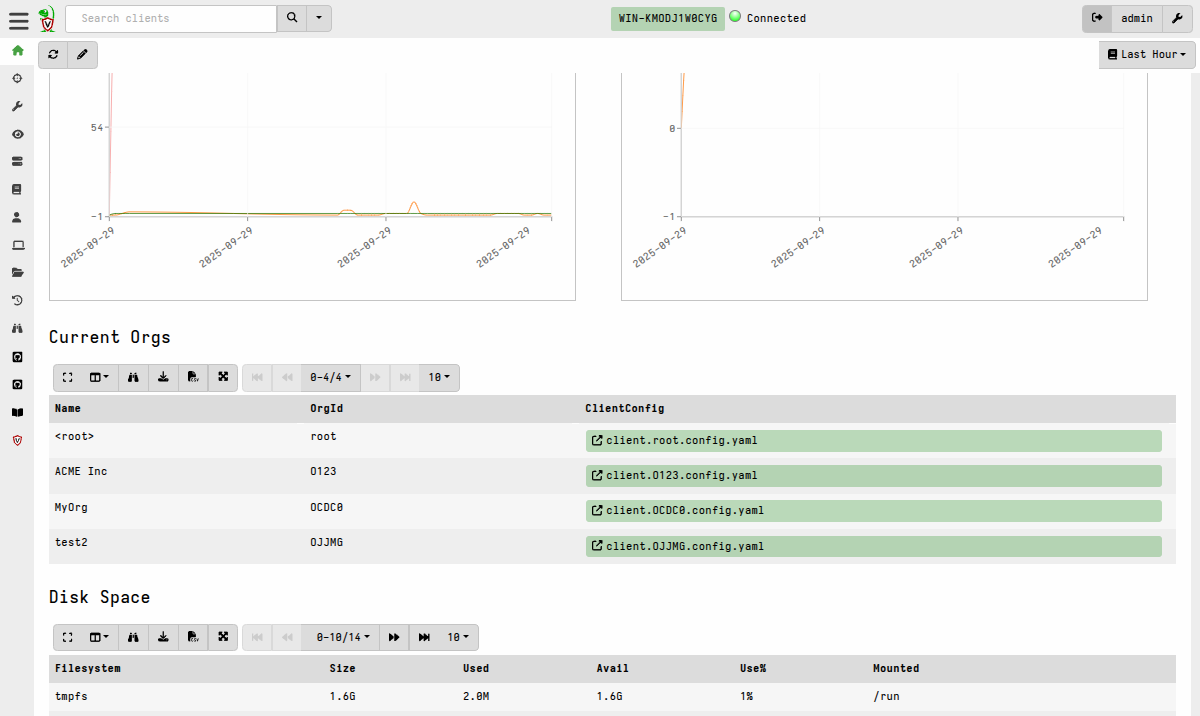 Search clients
WIN-KMODJ1W0CYG Connected
admin
Last Hour
54
-1
2025-09-29 2025-09-29 2025-09-29 2025-09-29
0
-1
2025-09-29 2025-09-29 2025-09-29 2025-09-29
Current Orgs
0-4/4 10
Name OrgId ClientConfig
<root> root client.root.config.yaml
ACME Inc O123 client.O123.config.yaml
MyOrg OCDC0 client.OCDC0.config.yaml
test2 OJJMG client.OJJMG.config.yaml
Disk Space
0-10/14 10
Filesystem Size Used Avail Use% Mounted
tmpfs 1.6G 2.0M 1.6G 1% /run